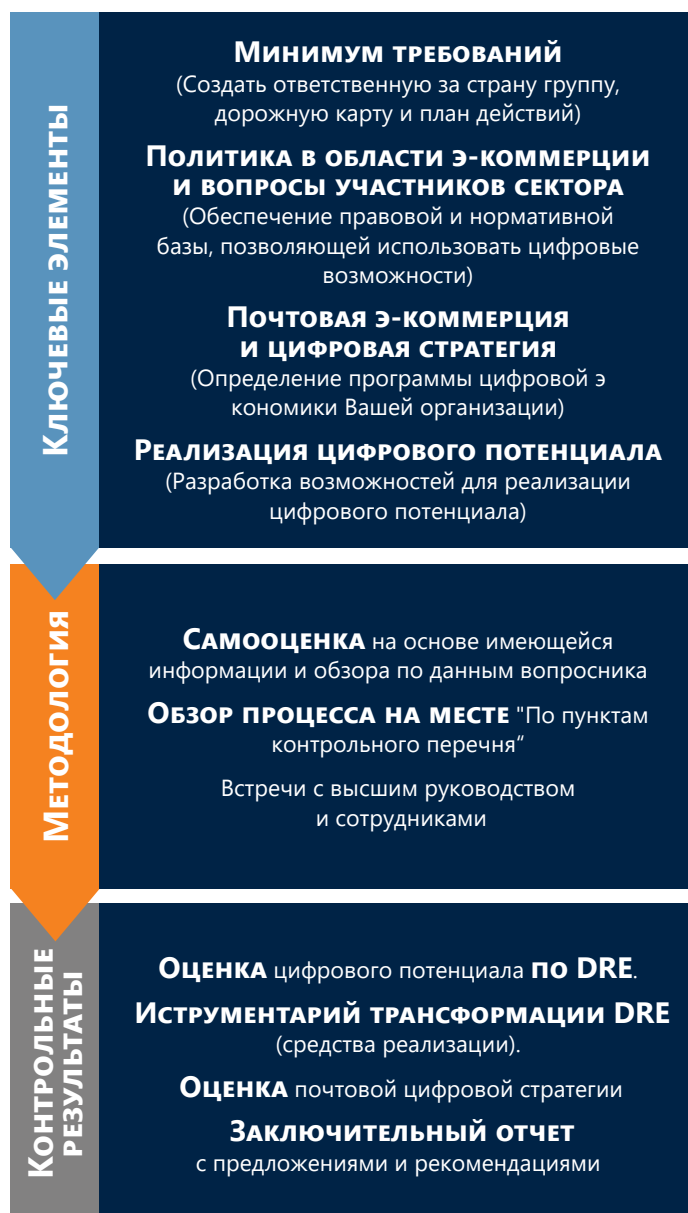 Ключевые элементы
Минимум требований
(Создать ответственную за страну группу,
дорожную карту и план действий)
Политика в области э-коммерции
и вопросы участников сектора
(Обеспечение правовой и нормативной
базы, позволяющей использовать цифровые
возможности)
Почтовая э-коммерция
и цифровая стратегия
(Определение программы цифровой э
кономики Вашей организации)
Реализация цифрового потенциала
(Разработка возможностей для реализации
цифрового потенциала)
Методология
Самооценка на основе имеющейся
информации и обзора по данным вопросника
Обзор процесса на месте "По пунктам
контрольного перечня“
Встречи с высшим руководством
и сотрудниками
Контрольные
результаты
Оценка цифрового потенциала по DRE.
Иструментарий трансформации DRE
(средства реализации).
Оценка почтовой цифровой стратегии
Заключительный отчет
с предложениями и рекомендациями